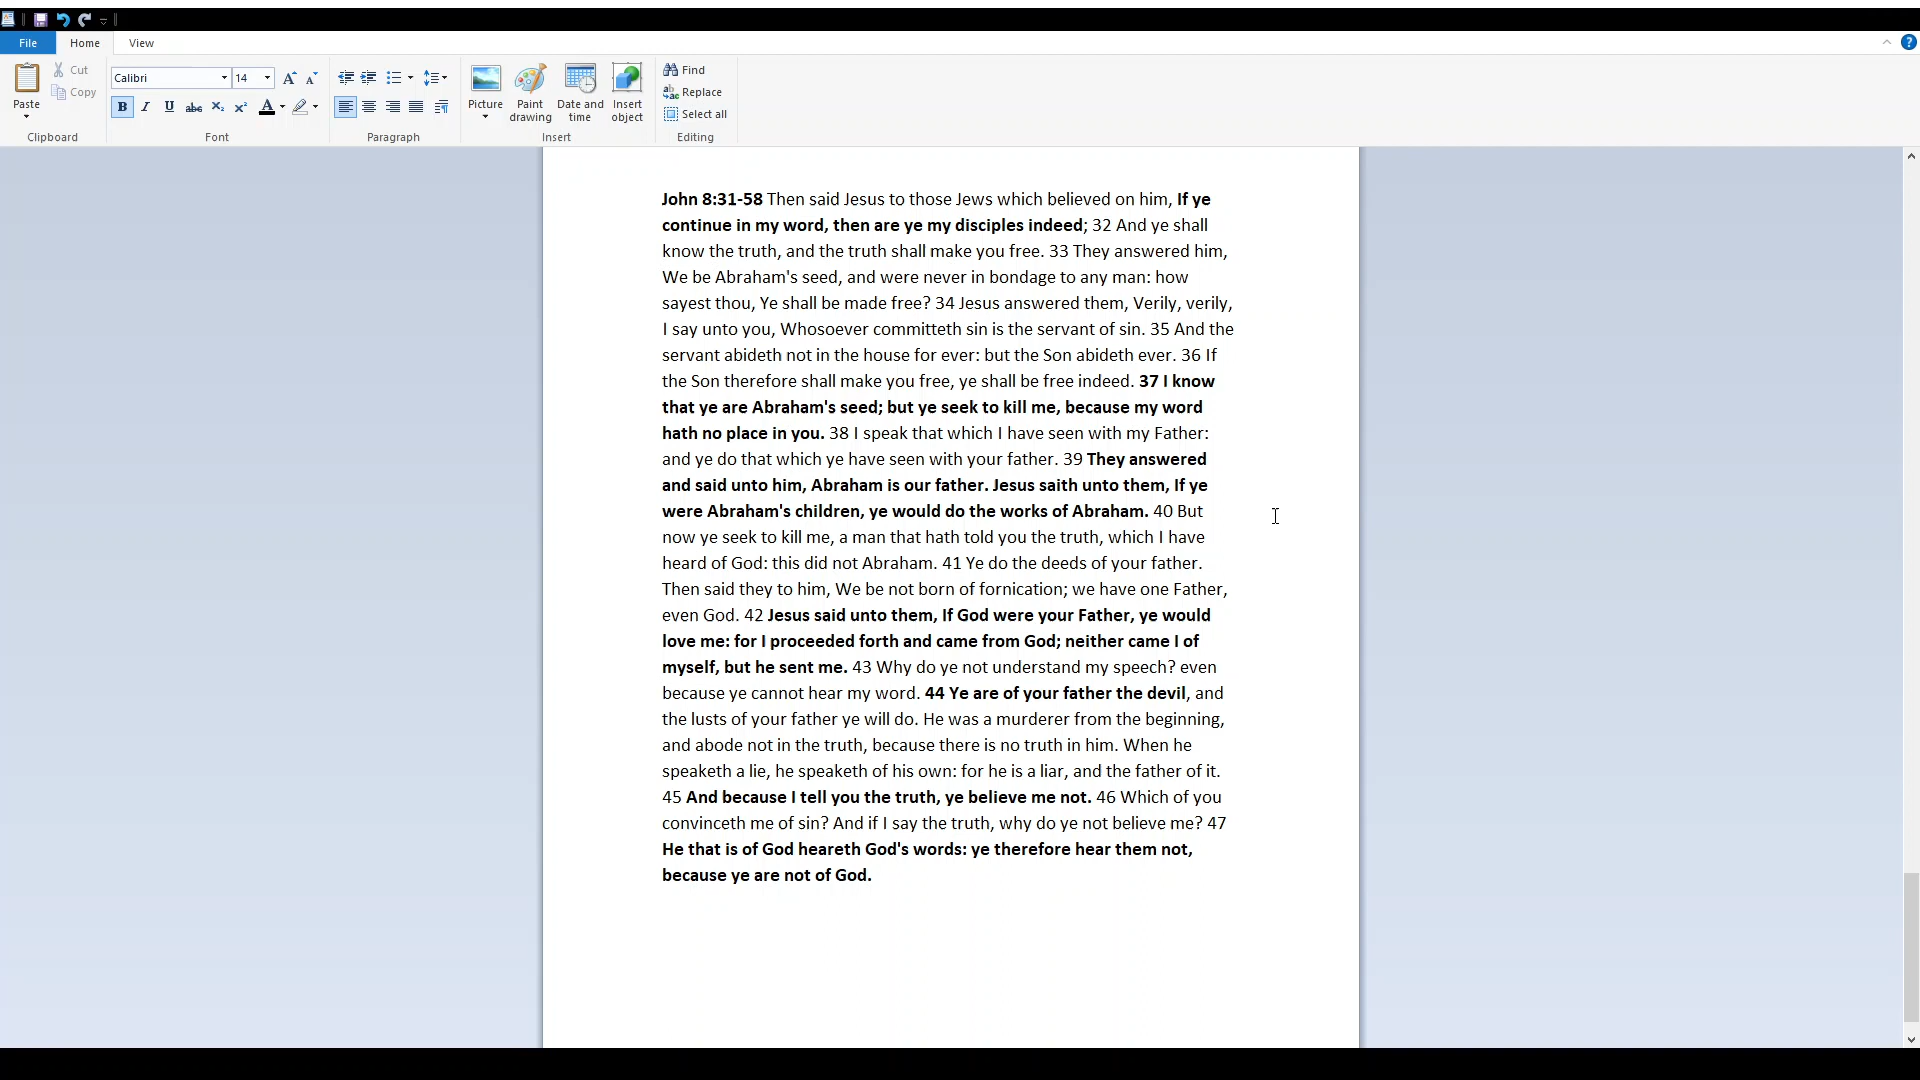 File Home View
Calibri 14
Cut
Copy
Paste
Picture Paint drawing Date and time Insert object
Find
Replace
Select all
Clipboard Font Paragraph Insert Editing
John 8:31-58 Then said Jesus to those Jews which believed on him, If ye
continue in my word, then are ye my disciples indeed; 32 And ye shall
know the truth, and the truth shall make you free. 33 They answered him,
We be Abraham's seed, and were never in bondage to any man: how
sayest thou, Ye shall be made free? 34 Jesus answered them, Verily, verily,
I say unto you, Whosoever committeth sin is the servant of sin. 35 And the
servant abideth not in the house for ever: but the Son abideth ever. 36 If
the Son therefore shall make you free, ye shall be free indeed. 37 I know
that ye are Abraham's seed; but ye seek to kill me, because my word
hath no place in you. 38 I speak that which I have seen with my Father:
and ye do that which ye have seen with your father. 39 They answered
and said unto him, Abraham is our father. Jesus saith unto them, If ye
were Abraham's children, ye would do the works of Abraham. 40 But
now ye seek to kill me, a man that hath told you the truth, which I have
heard of God: this did not Abraham. 41 Ye do the deeds of your father.
Then said they to him, We be not born of fornication; we have one Father,
even God. 42 Jesus said unto them, If God were your Father, ye would
love me: for I proceeded forth and came from God; neither came I of
myself, but he sent me. 43 Why do ye not understand my speech? even
because ye cannot hear my word. 44 Ye are of your father the devil, and
the lusts of your father ye will do. He was a murderer from the beginning,
and abode not in the truth, because there is no truth in him. When he
speaketh a lie, he speaketh of his own: for he is a liar, and the father of it.
45 And because I tell you the truth, ye believe me not. 46 Which of you
convinceth me of sin? And if I say the truth, why do ye not believe me? 47
He that is of God heareth God's words: ye therefore hear them not,
because ye are not of God.